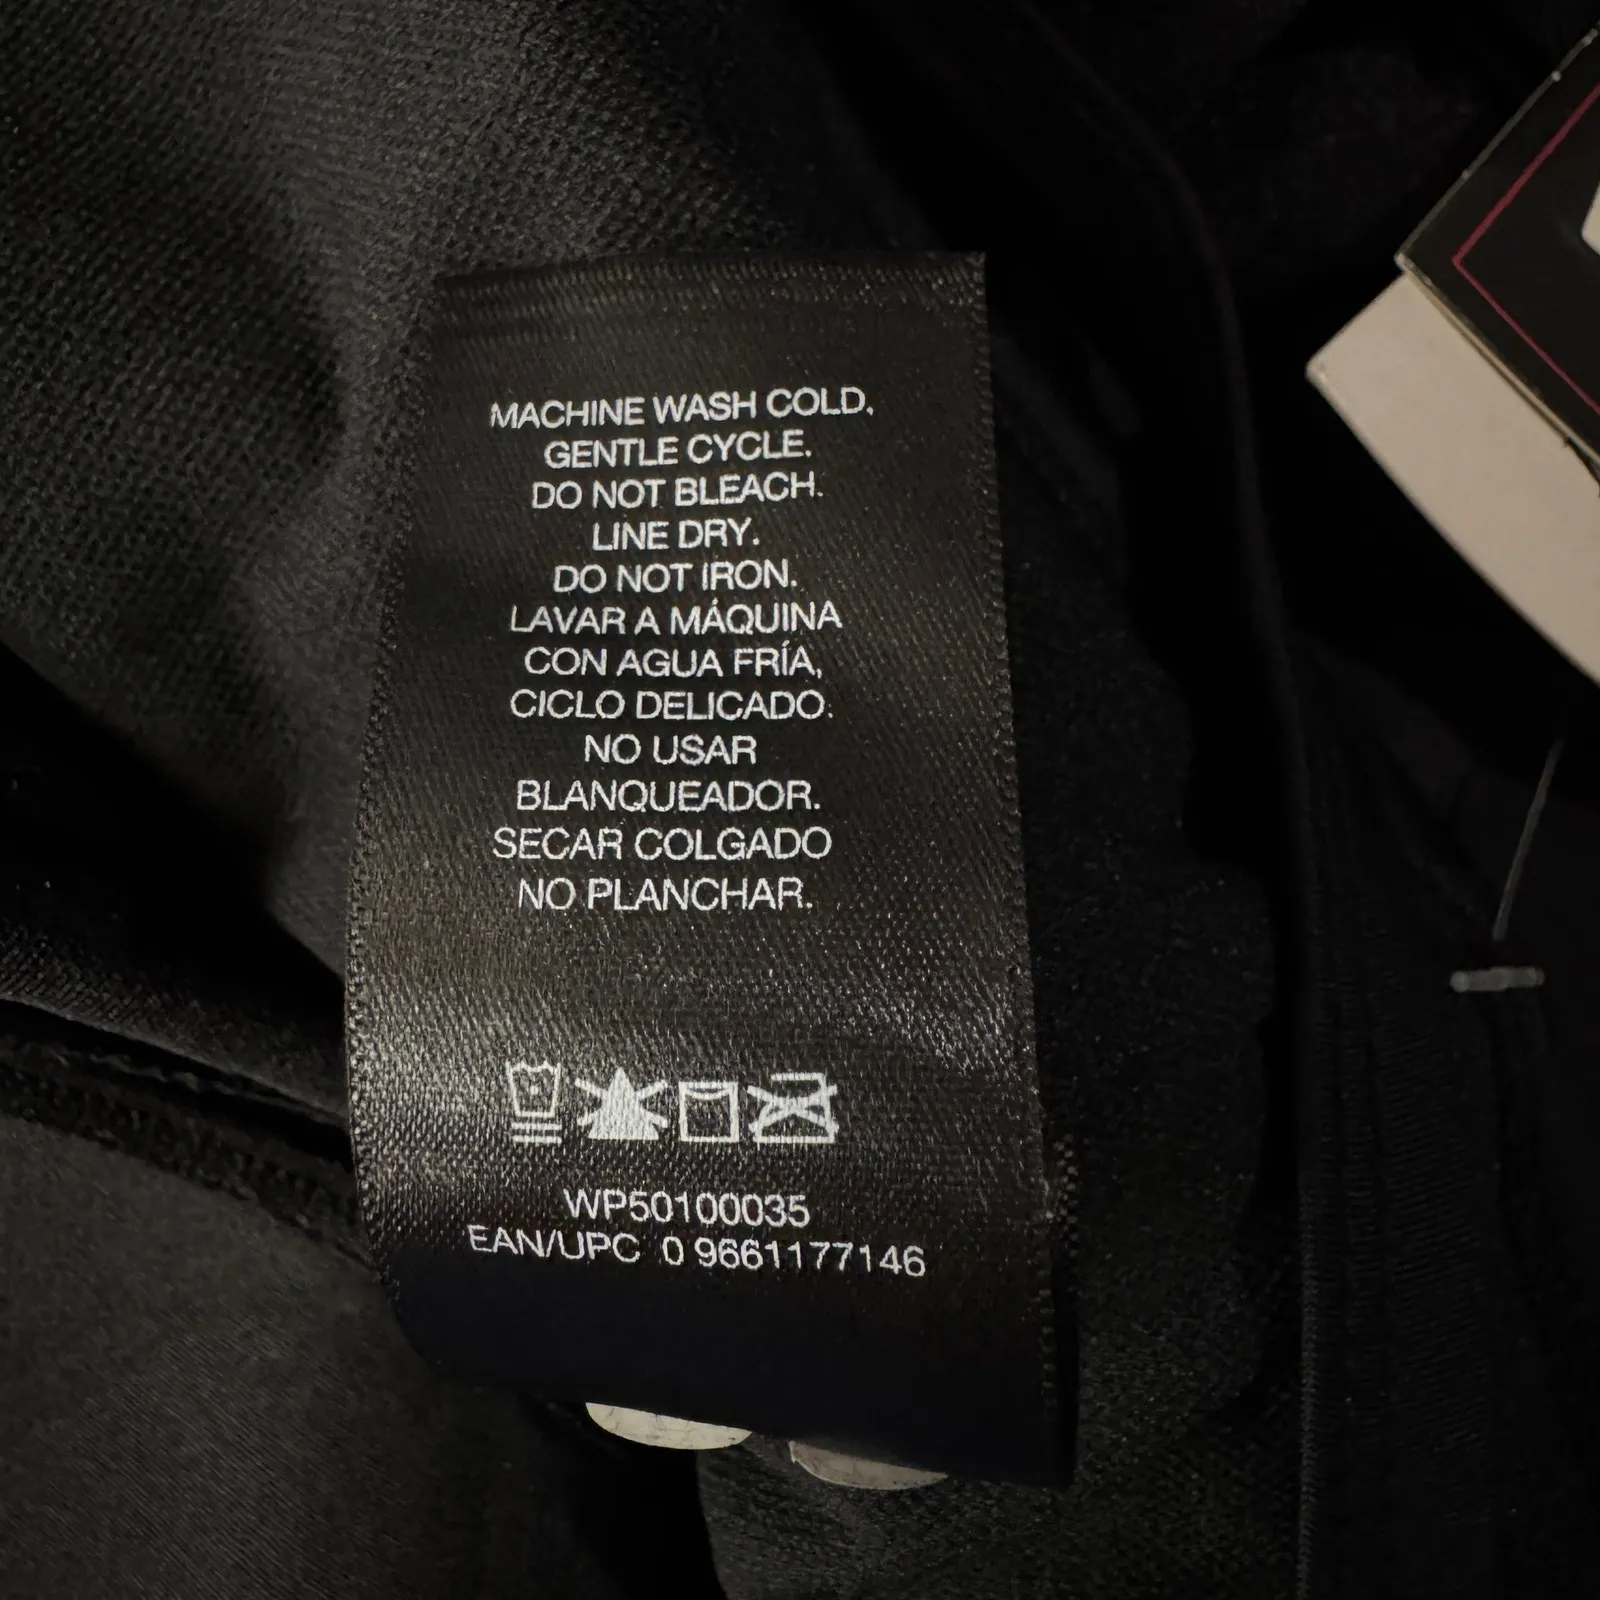 MACHINE WASH COLD,
GENTLE CYCLE.
DO NOT BLEACH.
LINE DRY.
DO NOT IRON.
LAVAR A MÁQUINA
CON AGUA FRÍA,
CICLO DELICADO.
NO USAR
BLANQUEADOR.
SECAR COLGADO
NO PLANCHAR.
WP50100035
EAN/UPC 0 9661177146